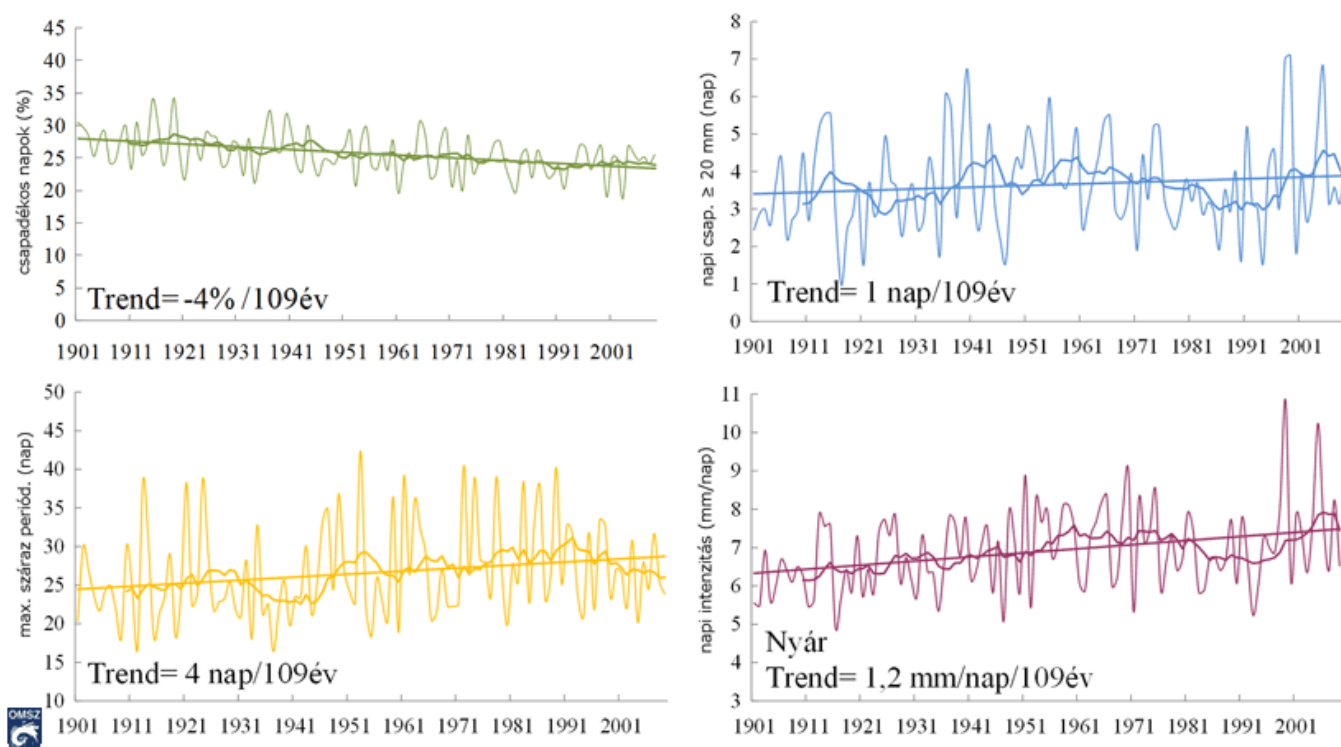 csapadékos napok (%)
45
40
35
30
25
20
15
10
5
0
Trend= -4% /109év
1901 1911 1921 1931 1941 1951 1961 1971 1981 1991 2001
napi csap. ≥ 20 mm (nap)
8
7
6
5
4
3
2
1
0
Trend= 1 nap/109év
1901 1911 1921 1931 1941 1951 1961 1971 1981 1991 2001
max. száraz periód. (nap)
50
45
40
35
30
25
20
15
10
Trend= 4 nap/109év
1901 1911 1921 1931 1941 1951 1961 1971 1981 1991 2001
napi intenzitás (mm/nap)
11
10
9
8
7
6
5
4
3
Nyár
Trend= 1,2 mm/nap/109év
1901 1911 1921 1931 1941 1951 1961 1971 1981 1991 2001
OMSZ